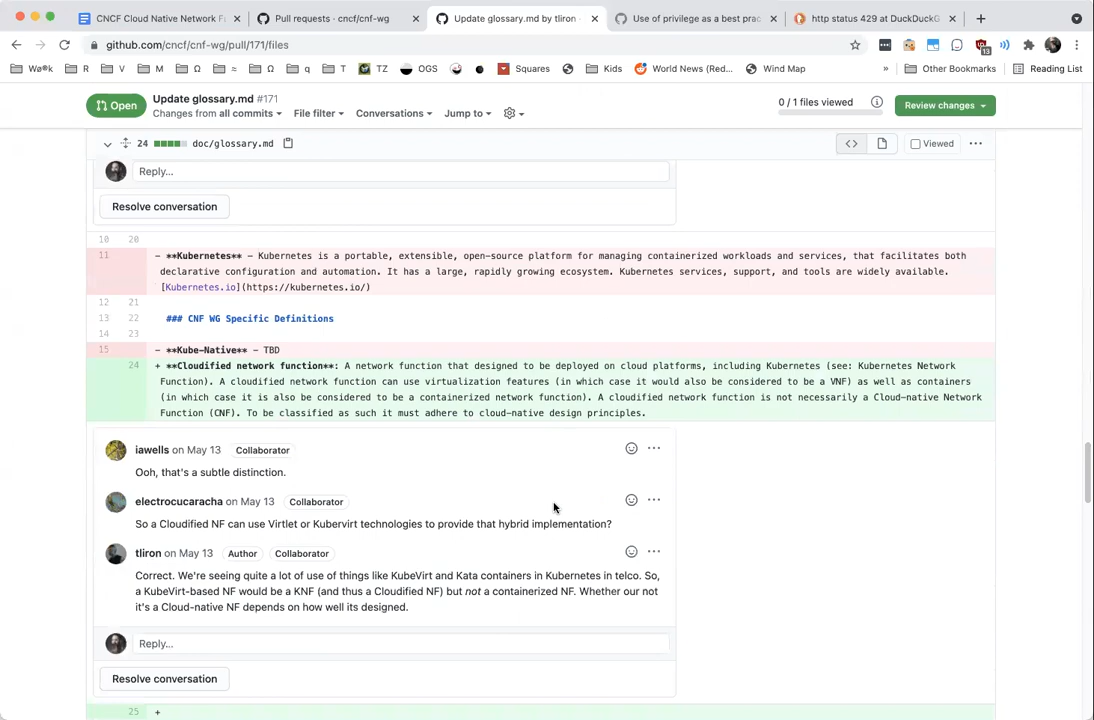 CNCF Cloud Native Network F
Pull requests · cncf/cnf-wg
Update glossary.md by tliron ·
Use of privilege as a best prac
http status 429 at DuckDuckG
github.com/cncf/cnf-wg/pull/171/files
13
Wø®k
R
V
M
Ω
≈
Ω
q
T
TZ
OGS
Squares
Kids
World News (Red...
Wind Map
»
Other Bookmarks
Reading List
Open
Update glossary.md #171
Changes from all commits
File filter
Conversations
Jump to
0 / 1 files viewed
Review changes
24
doc/glossary.md
Viewed
Reply...
Resolve conversation
10 20
11 - **Kubernetes** – Kubernetes is a portable, extensible, open-source platform for managing containerized workloads and services, that facilitates both
declarative configuration and automation. It has a large, rapidly growing ecosystem. Kubernetes services, support, and tools are widely available.
[Kubernetes.io](https://kubernetes.io/)
12 21
13 22 ### CNF WG Specific Definitions
14 23
15 - **Kube-Native** – TBD
24 + **Cloudified network function**: A network function that designed to be deployed on cloud platforms, including Kubernetes (see: Kubernetes Network
Function). A cloudified network function can use virtualization features (in which case it would also be considered to be a VNF) as well as containers
(in which case it is also be considered to be a containerized network function). A cloudified network function is not necessarily a Cloud-native Network
Function (CNF). To be classified as such it must adhere to cloud-native design principles.
iawells on May 13 Collaborator
Ooh, that's a subtle distinction.
electrocucaracha on May 13 Collaborator
So a Cloudified NF can use Virtlet or Kubervirt technologies to provide that hybrid implementation?
tliron on May 13 Author Collaborator
Correct. We're seeing quite a lot of use of things like KubeVirt and Kata containers in Kubernetes in telco. So,
a KubeVirt-based NF would be a KNF (and thus a Cloudified NF) but not a containerized NF. Whether our not
it's a Cloud-native NF depends on how well its designed.
Reply...
Resolve conversation
25 +